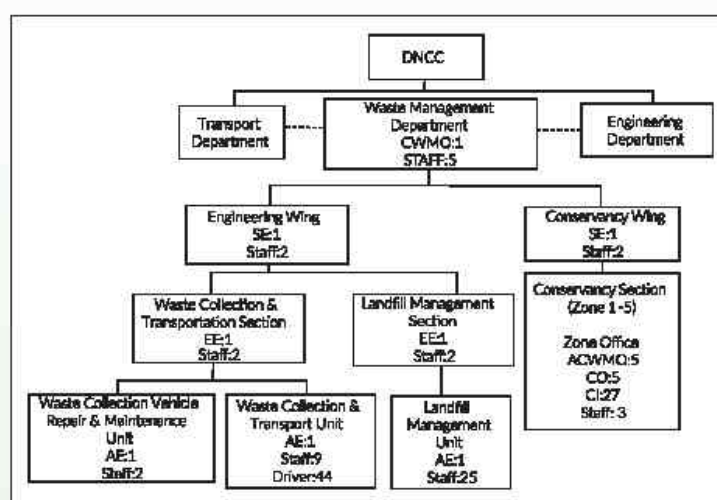 DNCC
Transport
Department
Waste Management
Department
CWMO:1
STAFF:5
Engineering
Department
Engineering Wing
SE:1
Staff:2
Conservancy Wing
SE:1
Staff:2
Waste Collection &
Transportation Section
EE:1
Staff:2
Landfill Management
Section
EE:1
Staff:2
Conservancy Section
(Zone 1-5)
Zone Office
ACWMO:5
CO:5
CI:27
Staff: 3
Waste Collection Vehicle
Repair & Maintenance
Unit
AE:1
Staff:2
Waste Collection &
Transport Unit
AE:1
Staff:9
Driver:44
Landfill
Management
Unit
AE:1
Staff:25